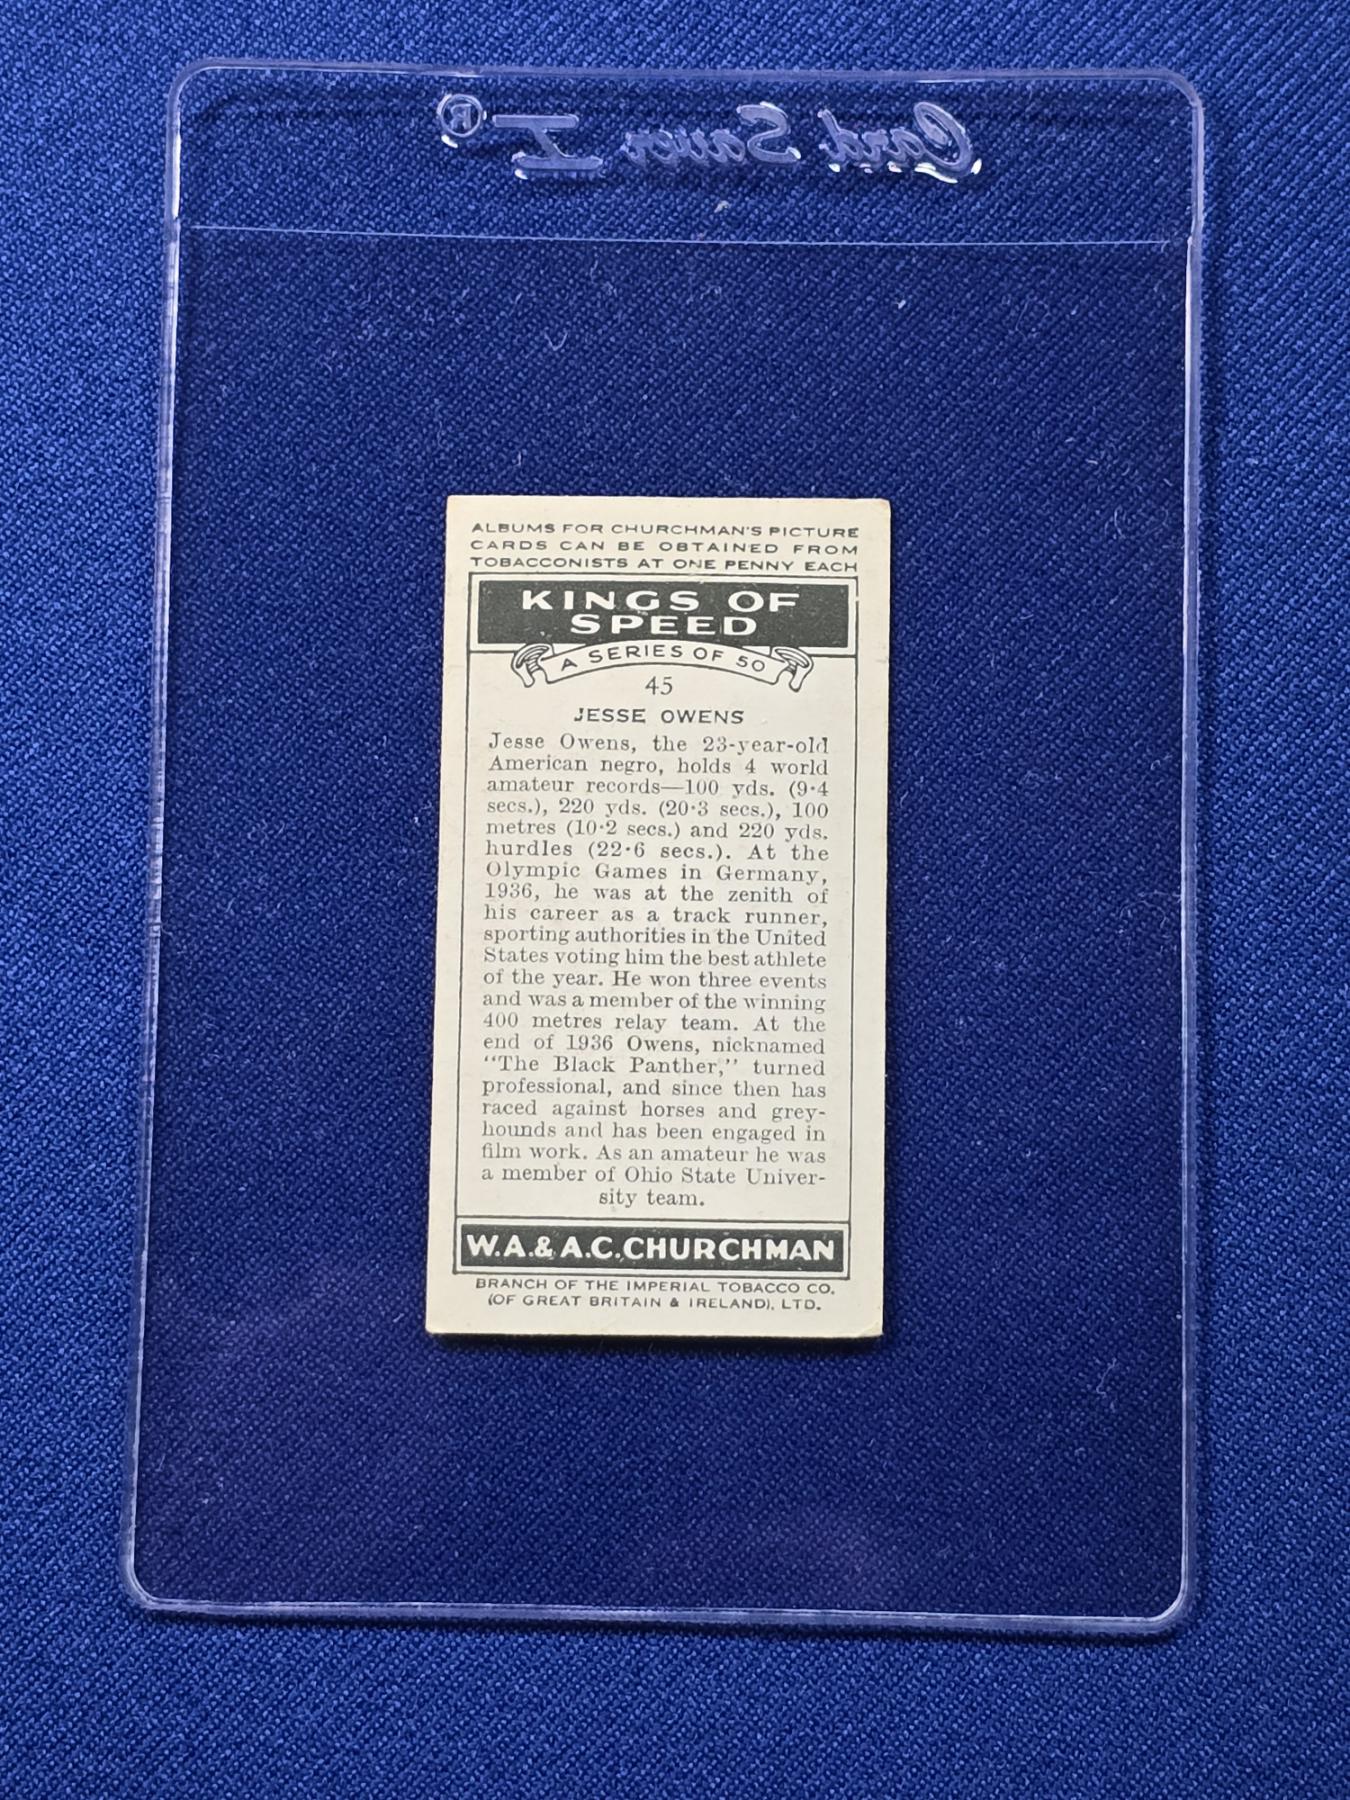 Card Saver I®
ALBUMS FOR CHURCHMAN'S PICTURE
CARDS CAN BE OBTAINED FROM
TOBACCONISTS AT ONE PENNY EACH
KINGS OF
SPEED
A SERIES OF 50
45
JESSE OWENS
Jesse Owens, the 23-year-old
American negro, holds 4 world
amateur records—100 yds. (9·4
secs.), 220 yds. (20·3 secs.), 100
metres (10·2 secs.) and 220 yds.
hurdles (22·6 secs.). At the
Olympic Games in Germany,
1936, he was at the zenith of
his career as a track runner,
sporting authorities in the United
States voting him the best athlete
of the year. He won three events
and was a member of the winning
400 metres relay team. At the
end of 1936 Owens, nicknamed
“The Black Panther,” turned
professional, and since then has
raced against horses and grey-
hounds and has been engaged in
film work. As an amateur he was
a member of Ohio State Univer-
sity team.
W.A.& A.C.CHURCHMAN
BRANCH OF THE IMPERIAL TOBACCO CO.
(OF GREAT BRITAIN & IRELAND), LTD.